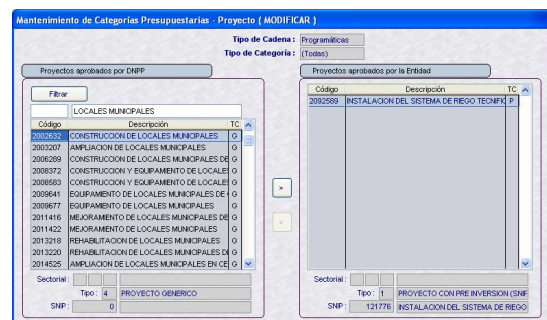 Mantenimiento de Categorías Presupuestarias - Proyecto ( MODIFICAR )
Tipo de Cadena : Programáticas
Tipo de Categoría : (Todas)
Proyectos aprobados por DNPP
Filtrar
LOCALES MUNICIPALES
Código Descripción TC
2002632 CONSTRUCCION DE LOCALES MUNICIPALES G
2003207 AMPLIACION DE LOCALES MUNICIPALES G
2006289 CONSTRUCCION DE LOCALES MUNICIPALES DE G
2008372 CONSTRUCCION Y EQUIPAMIENTO DE LOCALES G
2008583 CONSTRUCCION Y EQUIPAMIENTO DE LOCALES G
2009641 EQUIPAMIENTO DE LOCALES MUNICIPALES DE G
2009677 EQUIPAMIENTO DE LOCALES MUNICIPALES G
2011416 MEJORAMIENTO DE LOCALES MUNICIPALES DE G
2011422 MEJORAMIENTO DE LOCALES MUNICIPALES G
2013218 REHABILITACION DE LOCALES MUNICIPALES G
2013220 REHABILITACION DE LOCALES MUNICIPALES G
2014525 AMPLIACION DE LOCALES MUNICIPALES EN CE G
Sectorial :
Tipo : 4 PROYECTO GENERICO
SNIP : 0
>
Proyectos aprobados por la Entidad
Código Descripción TC
2092589 INSTALACION DEL SISTEMA DE RIEGO TECNIFIC P
Sectorial :
Tipo : 1 PROYECTO CON PRE INVERSION (SNIF
SNIP : 121776 INSTALACION DEL SISTEMA DE RIEGO